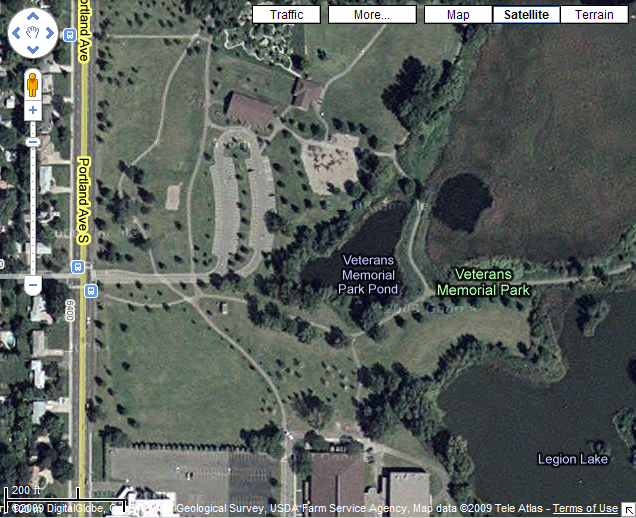 Traffic
More...
Map
Satellite
Terrain
Portland Ave
Portland Ave S
Veterans
Memorial
Park Pond
Veterans
Memorial Park
6400
Legion Lake
200 ft
©2009 DigitalGlobe, Geological Survey, USDA Farm Service Agency, Map data ©2009 Tele Atlas - Terms of Use